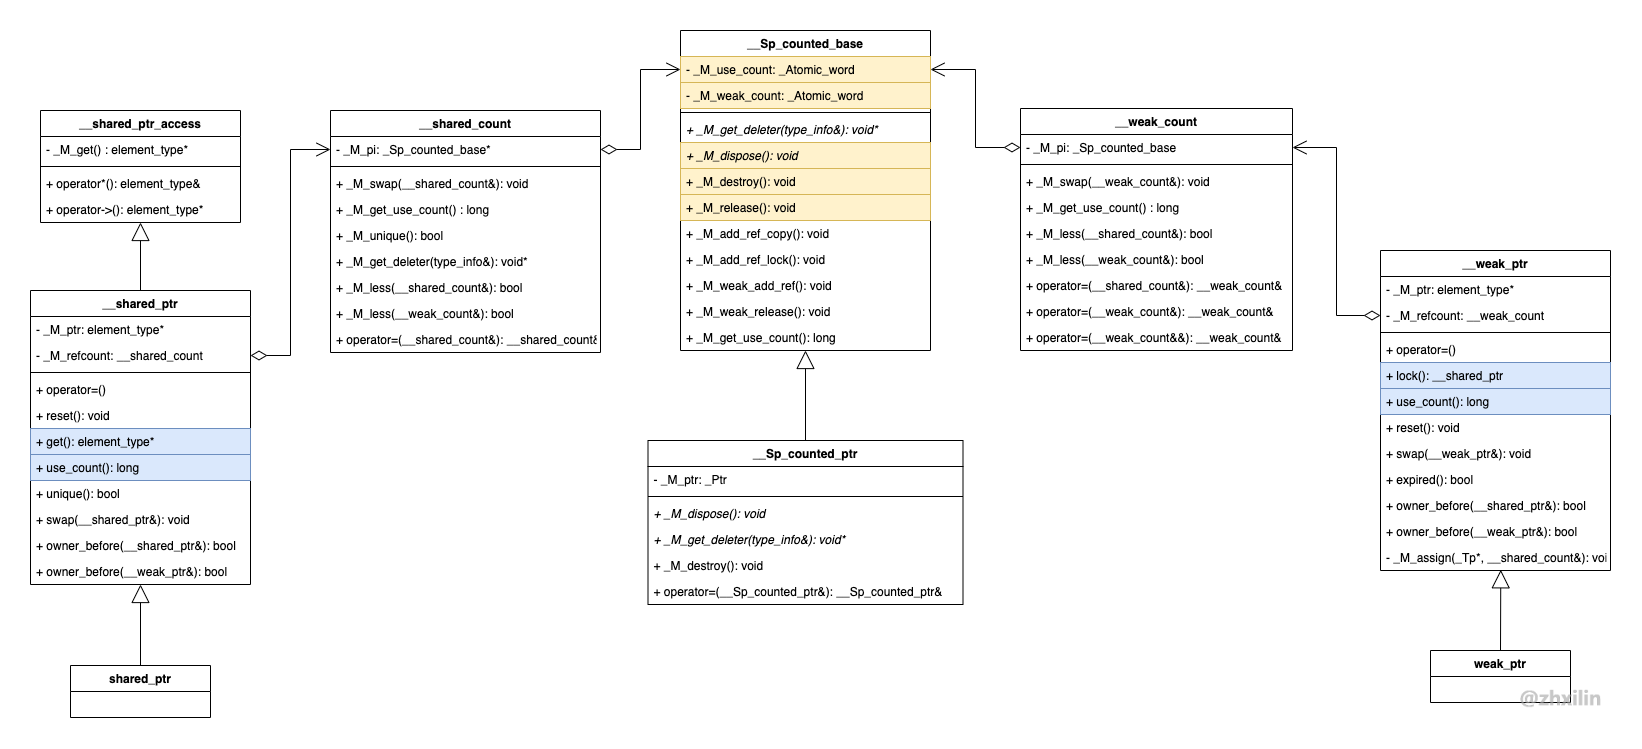 __shared_ptr_access
- _M_get() : element_type*
+ operator*(): element_type&
+ operator->(): element_type*
__shared_ptr
- _M_ptr: element_type*
- _M_refcount: __shared_count
+ operator=()
+ reset(): void
+ get(): element_type*
+ use_count(): long
+ unique(): bool
+ swap(__shared_ptr&): void
+ owner_before(__shared_ptr&): bool
+ owner_before(__weak_ptr&): bool
shared_ptr
__shared_count
- _M_pi: _Sp_counted_base*
+ _M_swap(__shared_count&): void
+ _M_get_use_count() : long
+ _M_unique(): bool
+ _M_get_deleter(type_info&): void*
+ _M_less(__shared_count&): bool
+ _M_less(__weak_count&): bool
+ operator=(__shared_count&): __shared_count&
__Sp_counted_base
- _M_use_count: _Atomic_word
- _M_weak_count: _Atomic_word
+ _M_get_deleter(type_info&): void*
+ _M_dispose(): void
+ _M_destroy(): void
+ _M_release(): void
+ _M_add_ref_copy(): void
+ _M_add_ref_lock(): void
+ _M_weak_add_ref(): void
+ _M_weak_release(): void
+ _M_get_use_count(): long
__Sp_counted_ptr
- _M_ptr: _Ptr
+ _M_dispose(): void
+ _M_get_deleter(type_info&): void*
+ _M_destroy(): void
+ operator=(__Sp_counted_ptr&): __Sp_counted_ptr&
__weak_count
- _M_pi: _Sp_counted_base
+ _M_swap(__weak_count&): void
+ _M_get_use_count() : long
+ _M_less(__shared_count&): bool
+ _M_less(__weak_count&): bool
+ operator=(__shared_count&): __weak_count&
+ operator=(__weak_count&): __weak_count&
+ operator=(__weak_count&&): __weak_count&
__weak_ptr
- _M_ptr: element_type*
- _M_refcount: __weak_count
+ operator=()
+ lock(): __shared_ptr
+ use_count(): long
+ reset(): void
+ swap(__weak_ptr&): void
+ expired(): bool
+ owner_before(__shared_ptr&): bool
+ owner_before(__weak_ptr&): bool
- _M_assign(_Tp*, __shared_count&): voi
weak_ptr
@zhxilin